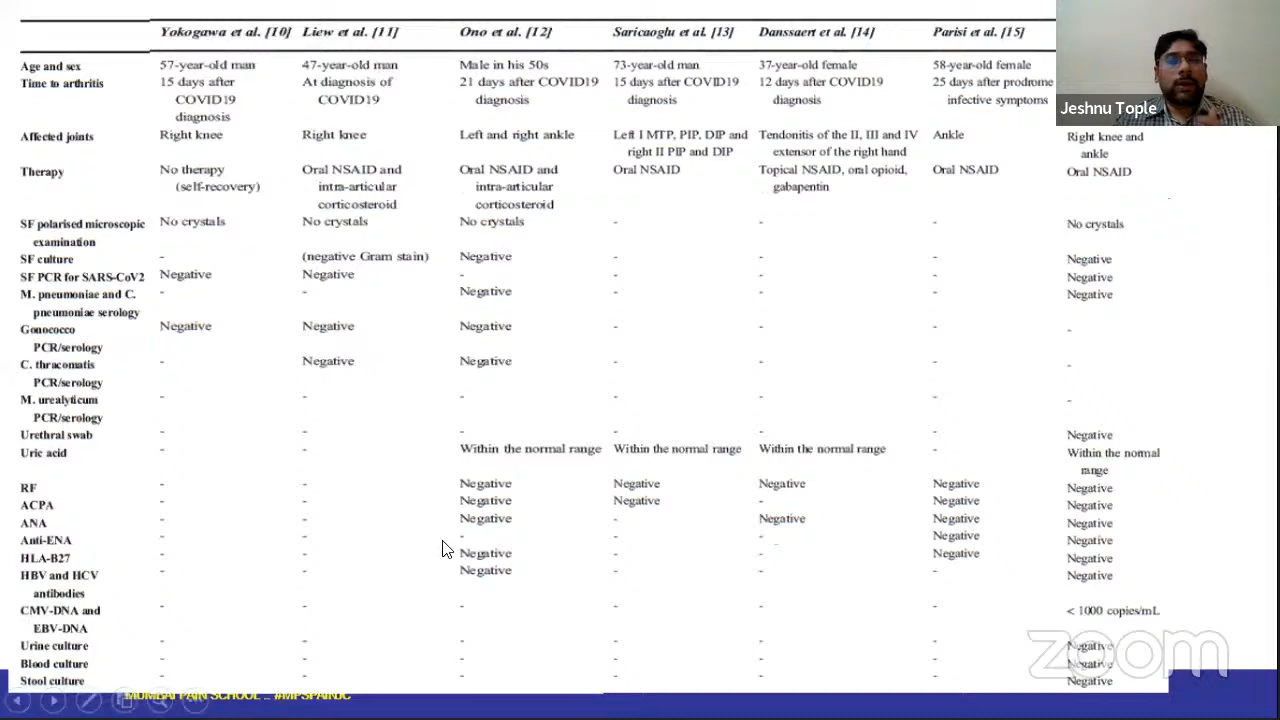 Yokogawa et al. [10] Liew et al. [11] Ono et al. [12] Saricaoglu et al. [13] Danssaert et al. [14] Parisi et al. [15]
Age and sex 57-year-old man 47-year-old man Male in his 50s 73-year-old man 37-year-old female 58-year-old female
Time to arthritis 15 days after At diagnosis of 21 days after COVID19 15 days after COVID19 12 days after COVID19 25 days after prodrome
COVID19 COVID19 diagnosis diagnosis diagnosis infective symptoms
diagnosis
Jeshnu Tople
Affected joints Right knee Right knee Left and right ankle Left I MTP, PIP, DIP and Tendonitis of the II, III and IV Ankle Right knee and
right II PIP and DIP extensor of the right hand ankle
Therapy No therapy Oral NSAID and Oral NSAID and Oral NSAID Topical NSAID, oral opioid, Oral NSAID Oral NSAID
(self-recovery) intra-articular intra-articular gabapentin
corticosteroid corticosteroid
SF polarised microscopic No crystals No crystals No crystals - - - No crystals
examination
SF culture - (negative Gram stain) Negative - - - Negative
SF PCR for SARS-CoV2 Negative Negative - - - - Negative
M. pneumoniae and C. - - Negative - - - Negative
pneumoniae serology
Gonococco Negative Negative Negative - - - -
PCR/serology
C. thracomatis - Negative Negative - - - -
PCR/serology
M. urealyticum - - - - - - -
PCR/serology
Urethral swab - - - - - - Negative
Uric acid - - Within the normal range Within the normal range Within the normal range - Within the normal
range
RF - - Negative Negative Negative Negative Negative
ACPA - - Negative Negative - Negative Negative
ANA - - Negative - Negative Negative Negative
Anti-ENA - - - - - Negative Negative
HLA-B27 - - Negative - - Negative Negative
HBV and HCV - - Negative - - - Negative
antibodies
CMV-DNA and - - - - - - < 1000 copies/mL
EBV-DNA
Urine culture - - - - - - Negative
Blood culture - - - - - - Negative
Stool culture - - - - - - Negative
zoom
MUMBAI PAIN SCHOOL